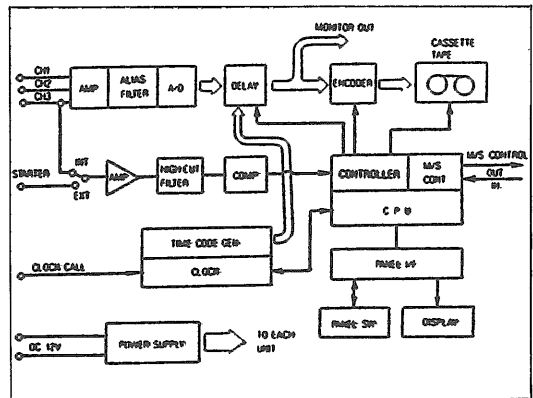 MONITOR OUT
CASSETTE
TAPE
CH1
CH2
CH3
AMP
ALIAS
FILTER
A/D
DELAY
ENCODER
INT
STARTER
EXT
AMP
HIGH CUT
FILTER
COMP
CONTROLLER
M/S
CONT
M/S CONTROL
OUT
IN
CPU
TIME CODE GEN
CLOCK
CLOCK CALL
PANEL I/F
PANEL SW
DISPLAY
DC 12V
POWER SUPPLY
TO EACH
UNIT